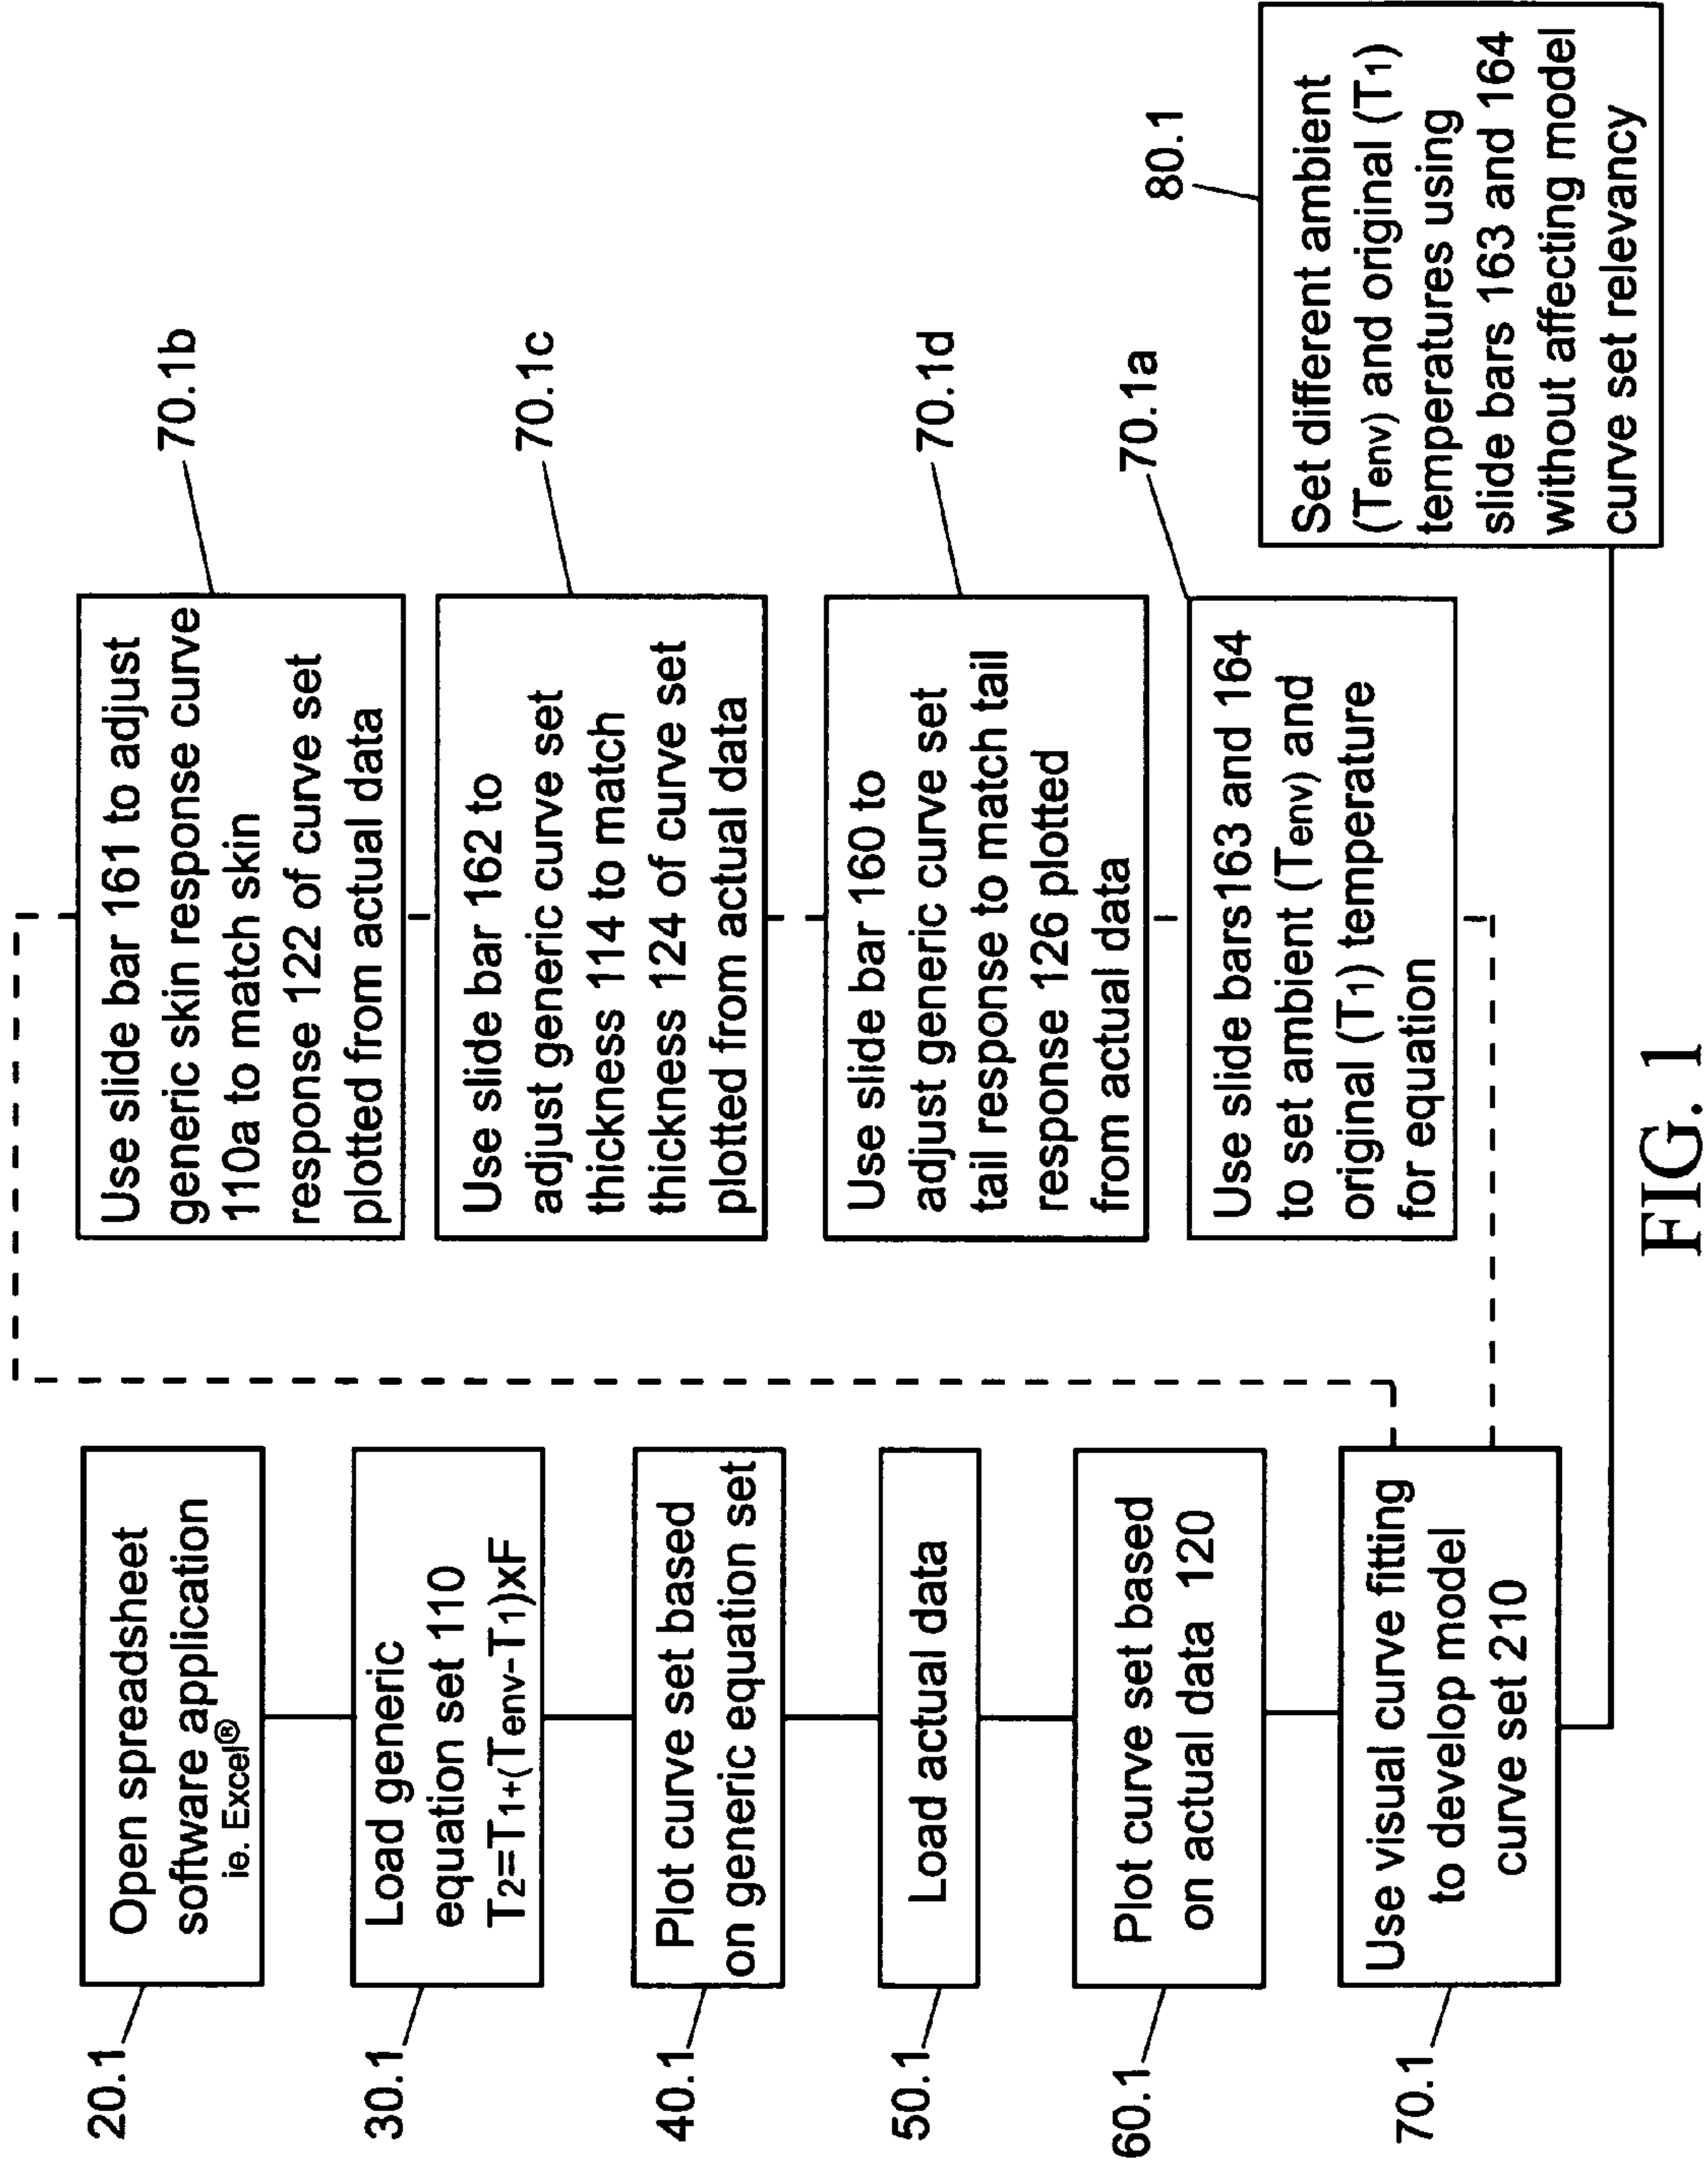 20.1
Open spreadsheet
software application
ie. Excel®
30.1
Load generic
equation set 110
T2=T1+(Tenv-T1)xF
40.1
Plot curve set based
on generic equation set
50.1
Load actual data
60.1
Plot curve set based
on actual data 120
70.1
Use visual curve fitting
to develop model
curve set 210
70.1b
Use slide bar 161 to adjust
generic skin response curve
110a to match skin
response 122 of curve set
plotted from actual data
70.1c
Use slide bar 162 to
adjust generic curve set
thickness 114 to match
thickness 124 of curve set
plotted from actual data
70.1d
Use slide bar 160 to
adjust generic curve set
tail response to match tail
response 126 plotted
from actual data
70.1a
Use slide bars163 and 164
to set ambient (Tenv) and
original (T1) temperature
for equation
80.1
Set different ambient
(Tenv) and original (T1)
temperatures using
slide bars 163 and 164
without affecting model
curve set relevancy
FIG. 1